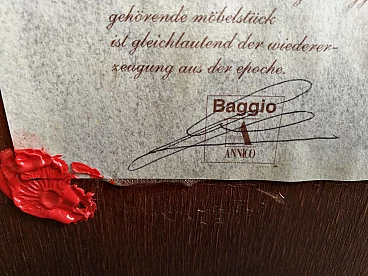 gehörende möbelstück
ist gleichlautend der wiederer-
zeugung aus der epoche.
Baggio
A
ANNICO